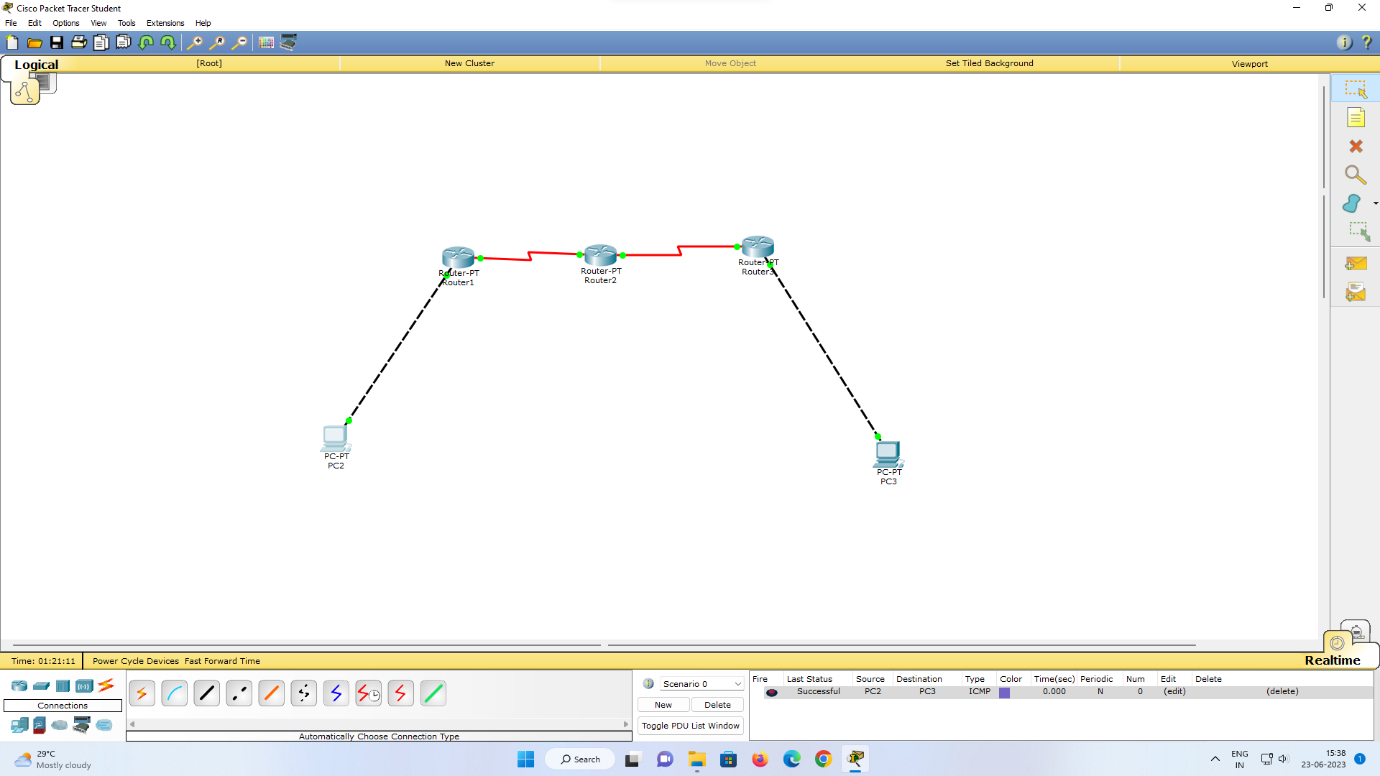 Cisco Packet Tracer Student
File Edit Options View Tools Extensions Help
Logical [Root] New Cluster Move Object Set Tiled Background Viewport
Router-PT
Router1
Router-PT
Router2
Router-PT
Router3
PC-PT
PC2
PC-PT
PC3
Time: 01:21:11 Power Cycle Devices Fast Forward Time
Realtime
Connections
Automatically Choose Connection Type
Scenario 0
New Delete
Toggle PDU List Window
Fire Last Status Source Destination Type Color Time(sec) Periodic Num Edit Delete
Successful PC2 PC3 ICMP 0.000 N 0 (edit) (delete)
29°C
Mostly cloudy
Search
ENG
IN
15:38
23-06-2023
1